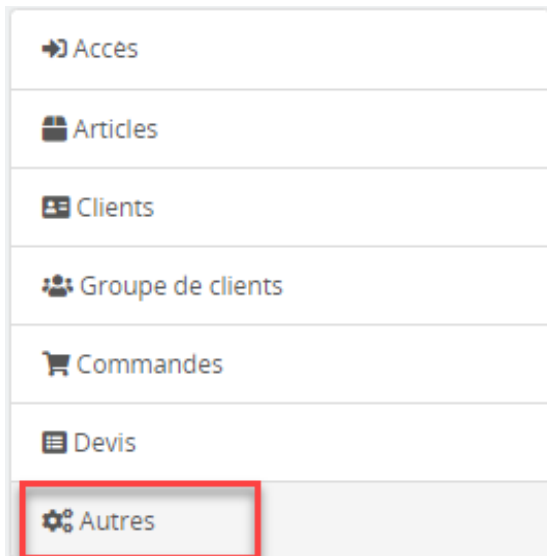 Accès
Articles
Clients
Groupe de clients
Commandes
Devis
Autres